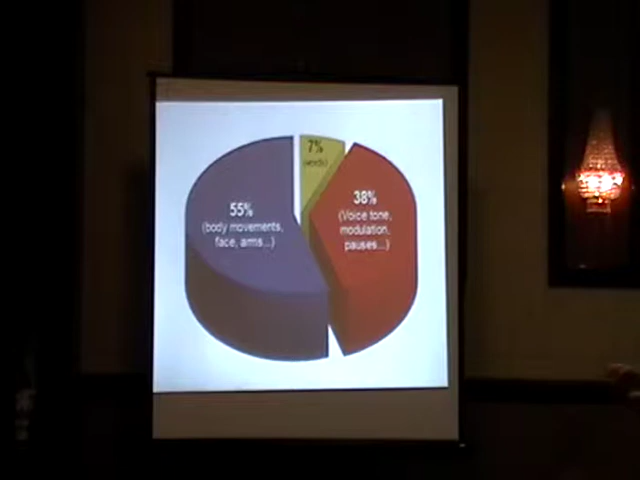 7%
(words)
38%
(Voice tone,
modulation,
pauses...)
55%
(body movements,
face, arms...)